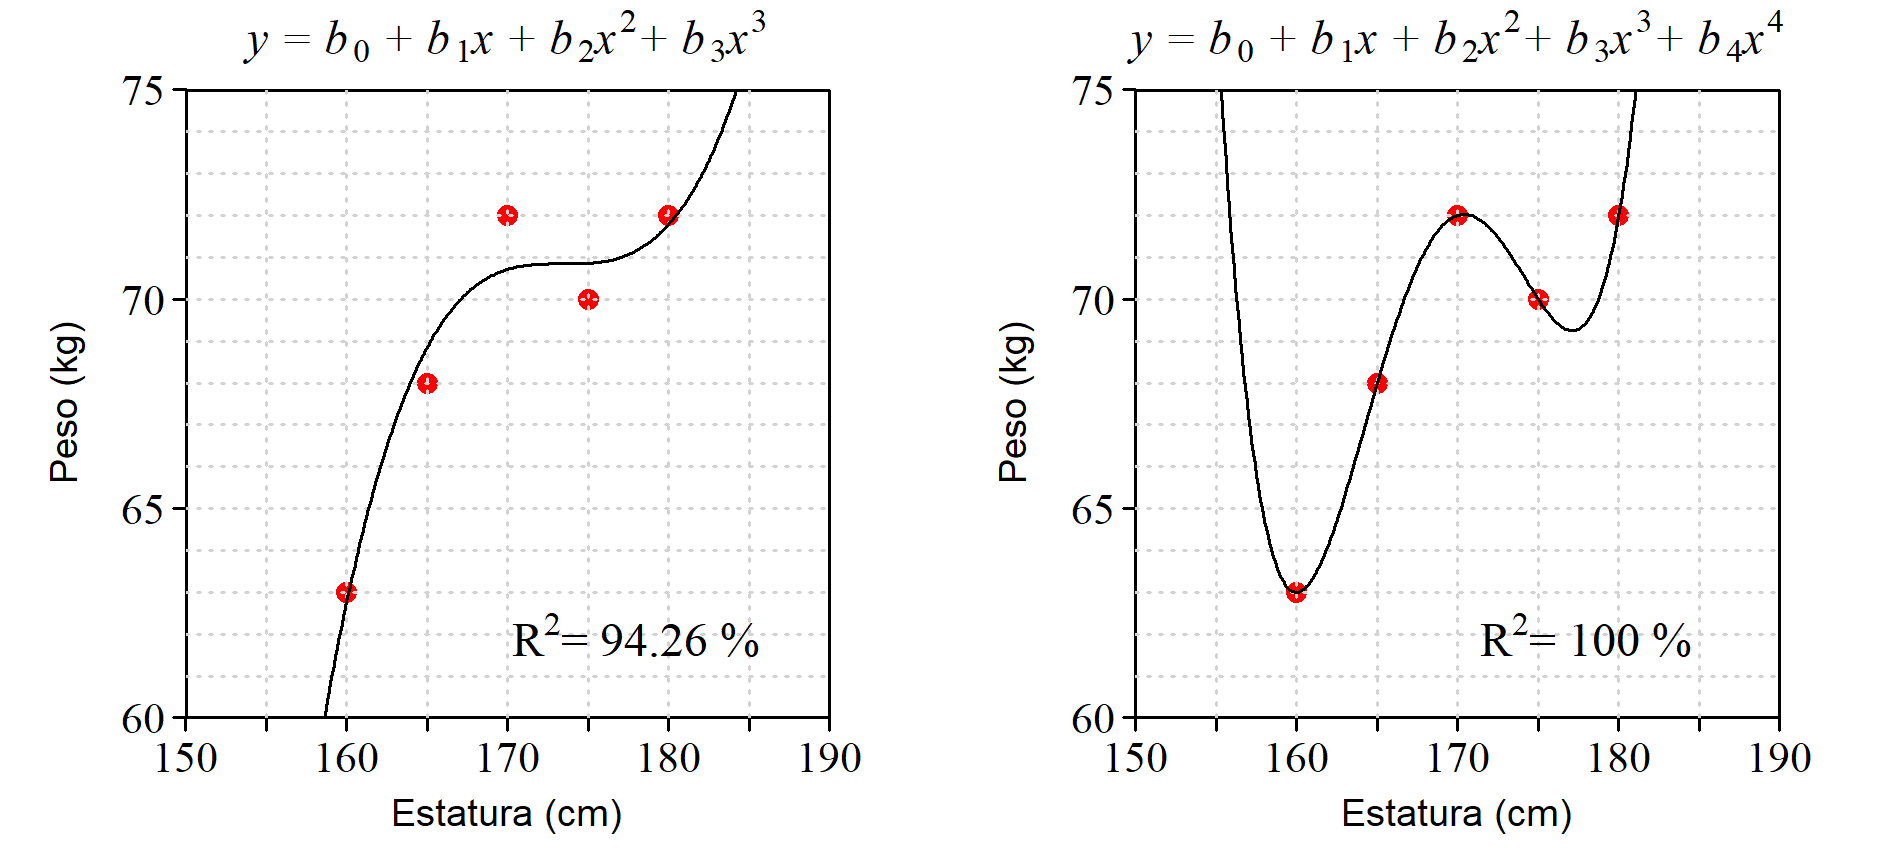 y = b₀ + b₁x + b₂x² + b₃x³
75
70
65
60
150 160 170 180 190
Peso (kg)
Estatura (cm)
R² = 94.26 %
y = b₀ + b₁x + b₂x² + b₃x³ + b₄x⁴
75
70
65
60
150 160 170 180 190
Peso (kg)
Estatura (cm)
R² = 100 %